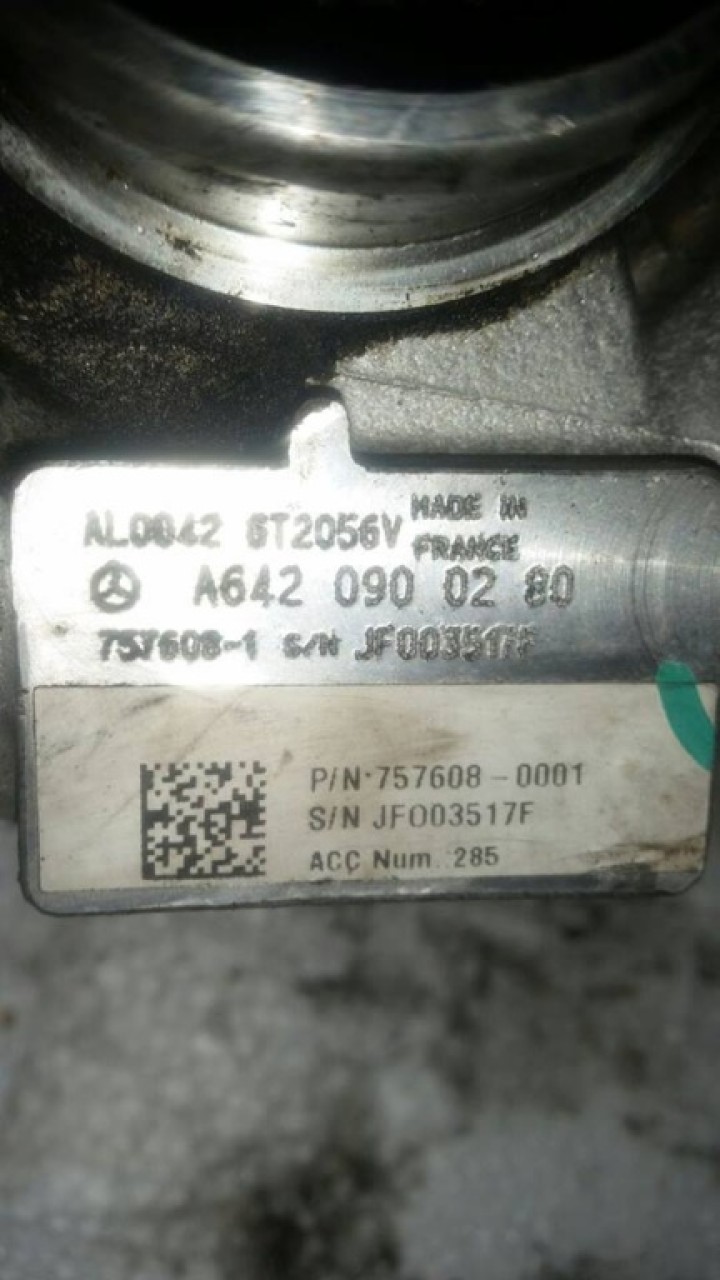 AL0042 GT2056V MADE IN
FRANCE
A642 090 02 80
757608-1 S/N JF003517F
P/N·757608-0001
S/N JF003517F
ACC Num. 285